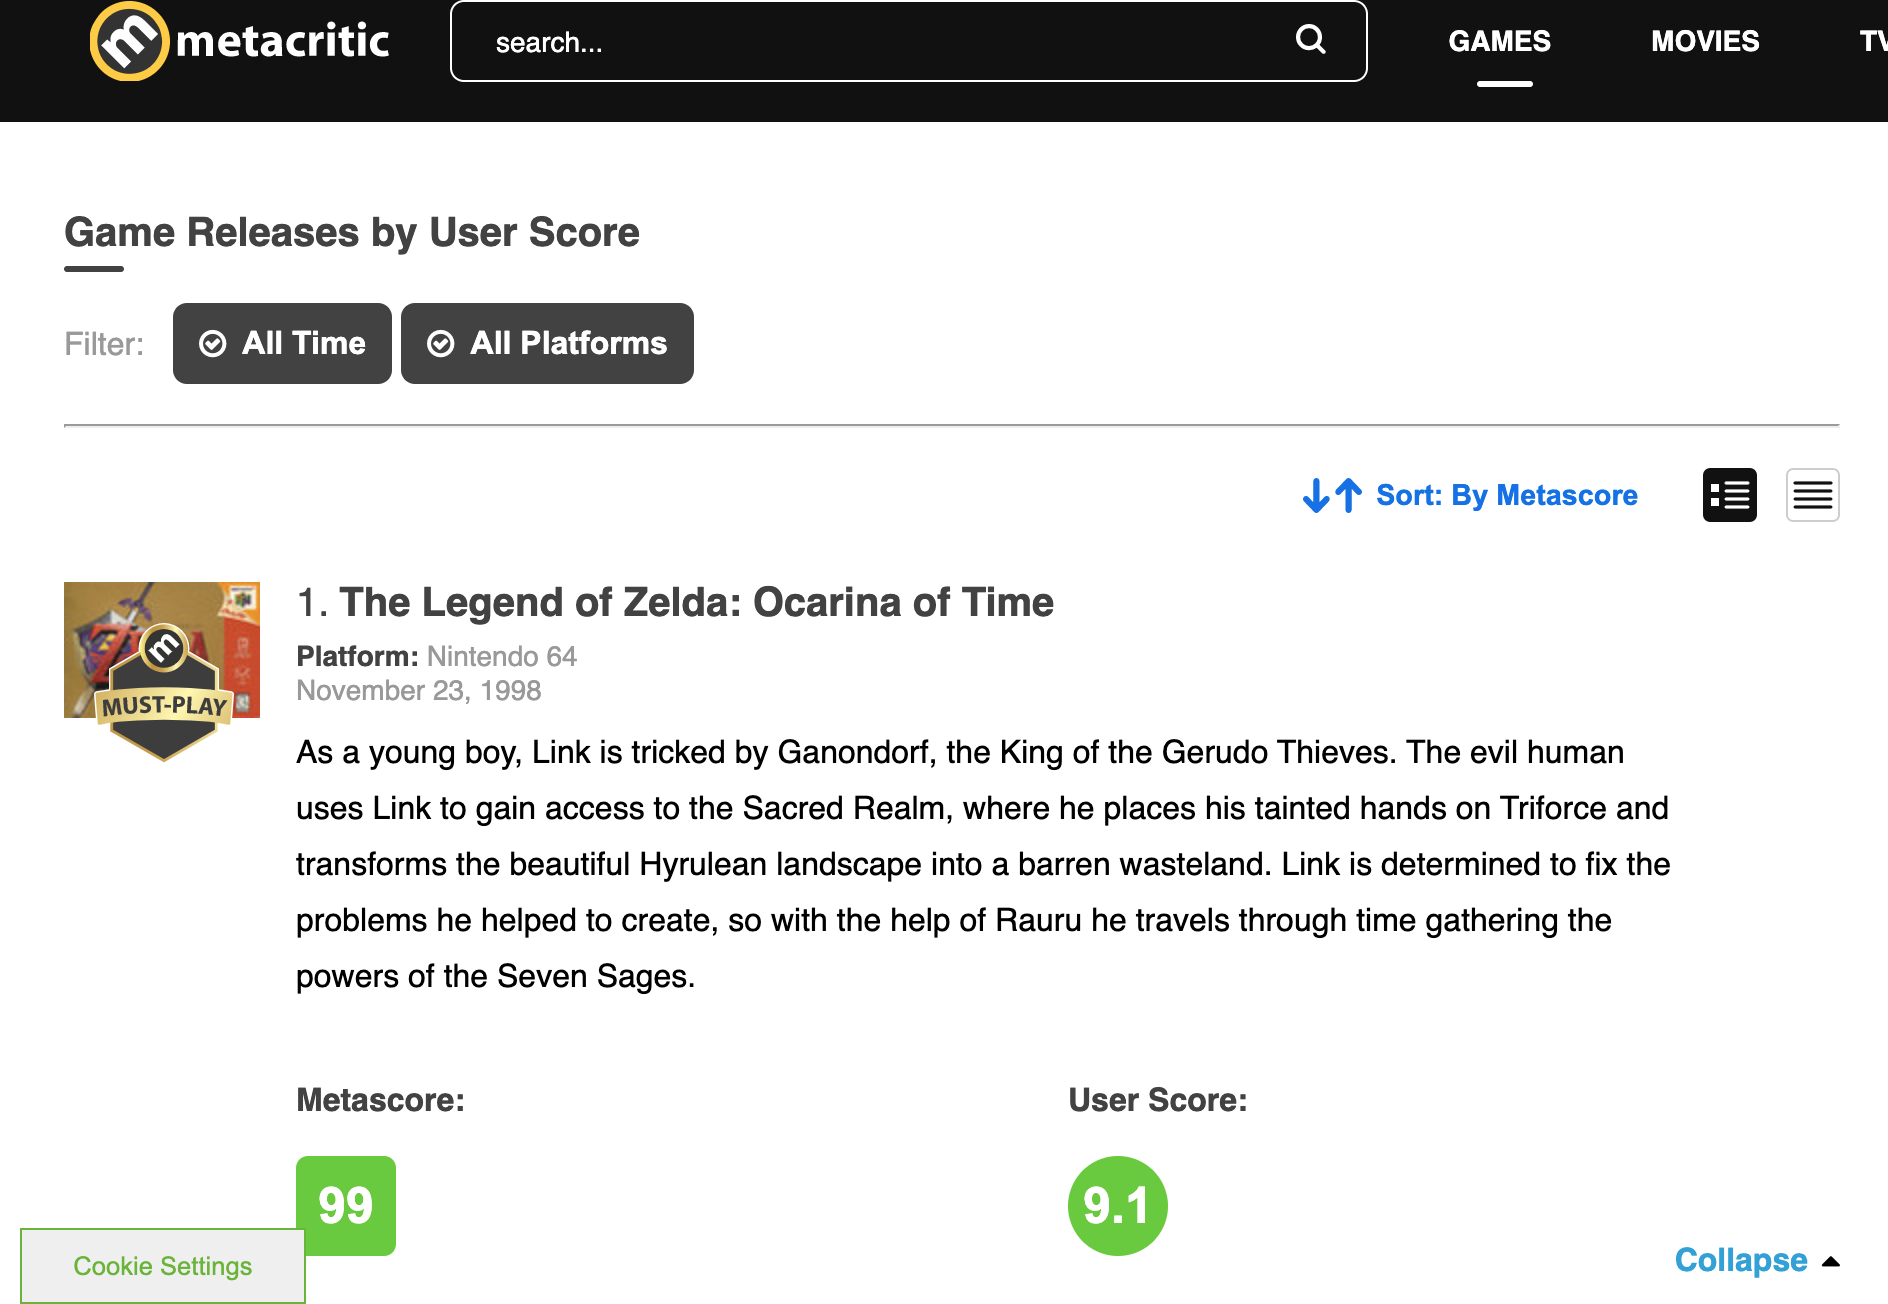 metacritic
search...
GAMES
MOVIES
TV
Game Releases by User Score
Filter:
All Time
All Platforms
Sort: By Metascore
MUST-PLAY
1. The Legend of Zelda: Ocarina of Time
Platform: Nintendo 64
November 23, 1998
As a young boy, Link is tricked by Ganondorf, the King of the Gerudo Thieves. The evil human
uses Link to gain access to the Sacred Realm, where he places his tainted hands on Triforce and
transforms the beautiful Hyrulean landscape into a barren wasteland. Link is determined to fix the
problems he helped to create, so with the help of Rauru he travels through time gathering the
powers of the Seven Sages.
Metascore:
User Score:
99
9.1
Cookie Settings
Collapse